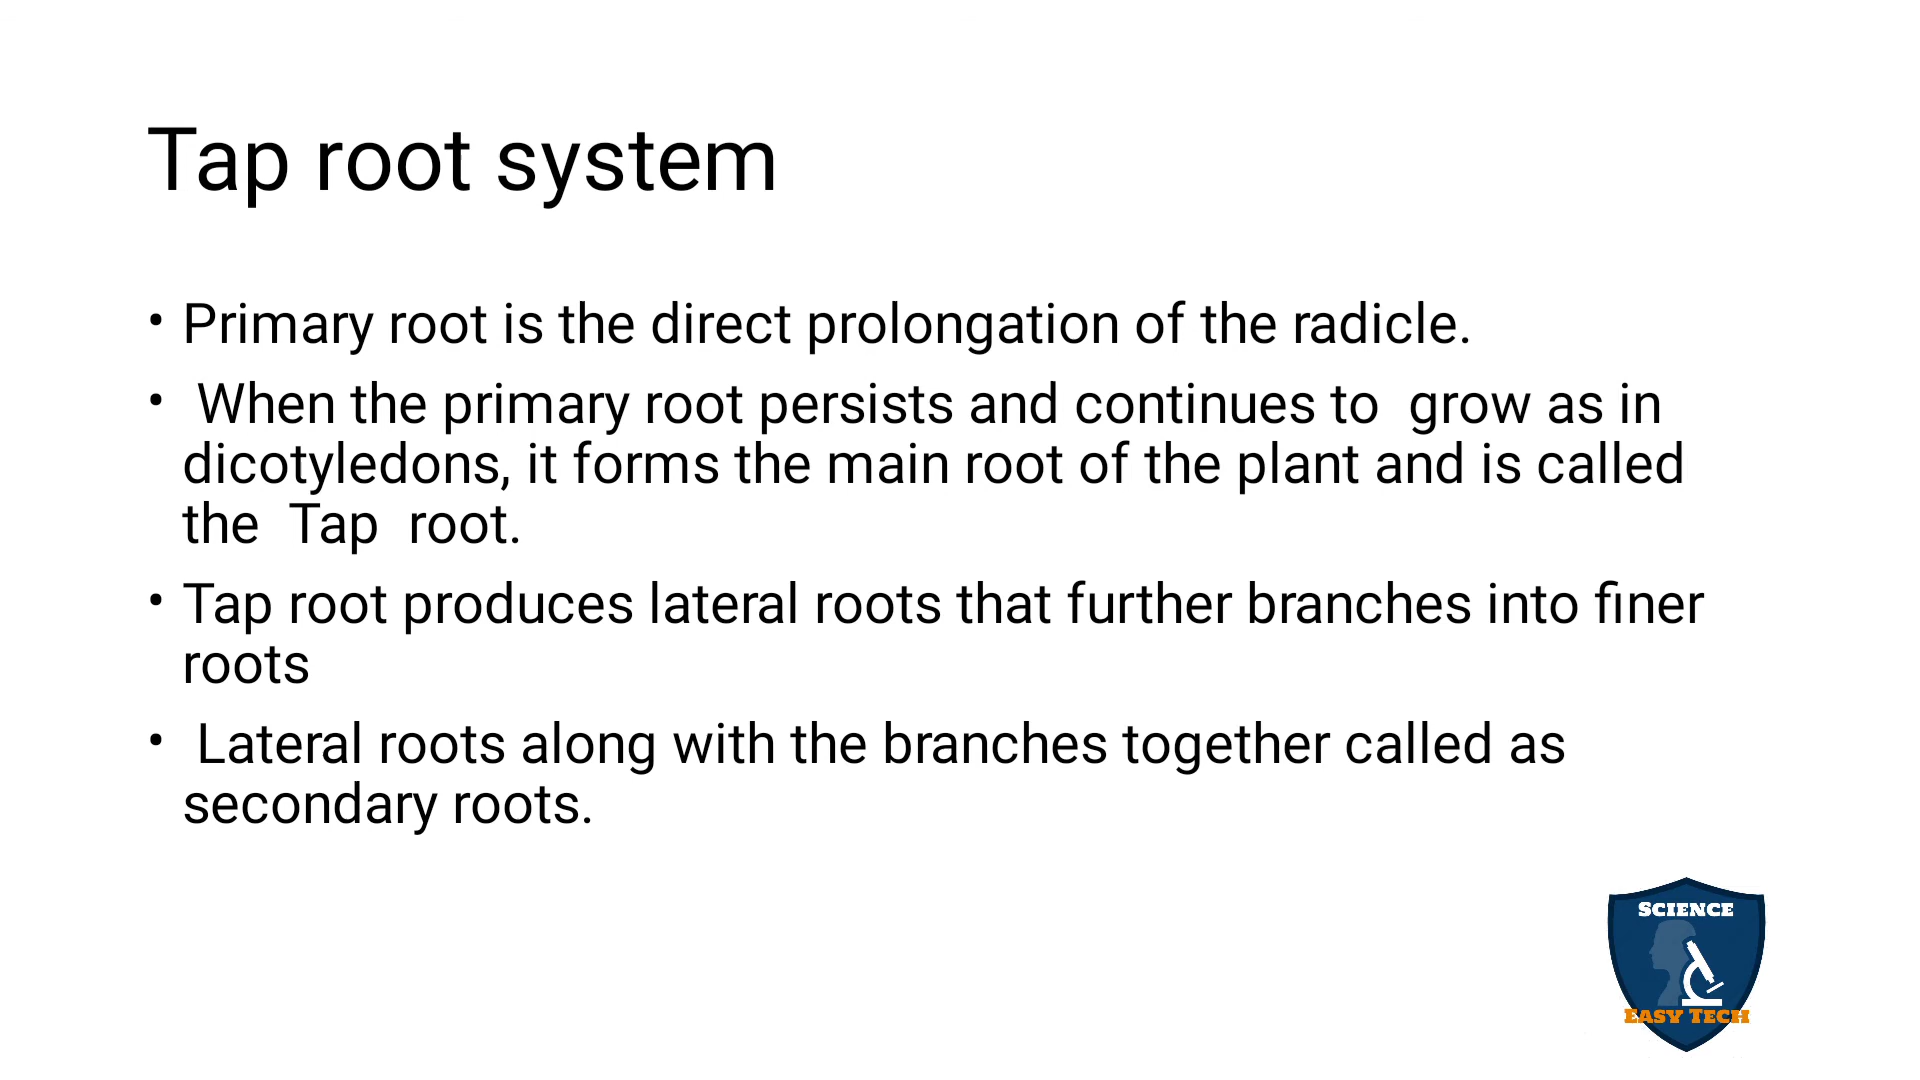 Tap root system
• Primary root is the direct prolongation of the radicle.
• When the primary root persists and continues to  grow as in
dicotyledons, it forms the main root of the plant and is called
the  Tap  root.
• Tap root produces lateral roots that further branches into finer
roots
• Lateral roots along with the branches together called as
secondary roots.
SCIENCE
EASY TECH